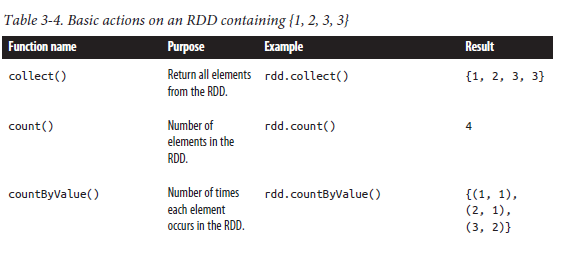 Table 3-4. Basic actions on an RDD containing {1, 2, 3, 3}
Function name Purpose Example Result
collect() Return all elements rdd.collect() {1, 2, 3, 3}
from the RDD.
count() Number of rdd.count() 4
elements in the
RDD.
countByValue() Number of times rdd.countByValue() {(1, 1),
each element (2, 1),
occurs in the RDD. (3, 2)}